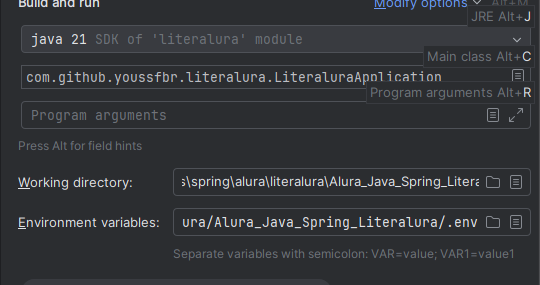 Build and run
Modify options Alt+M
JRE Alt+J
java 21 SDK of 'literalura' module
Main class Alt+C
com.github.youssfbr.literalura.LiteraluraApplication
Program arguments Alt+R
Program arguments
Press Alt for field hints
Working directory: s\spring\alura\literalura\Alura_Java_Spring_Litera
Environment variables: ura/Alura_Java_Spring_Literalura/.env
Separate variables with semicolon: VAR=value; VAR1=value1